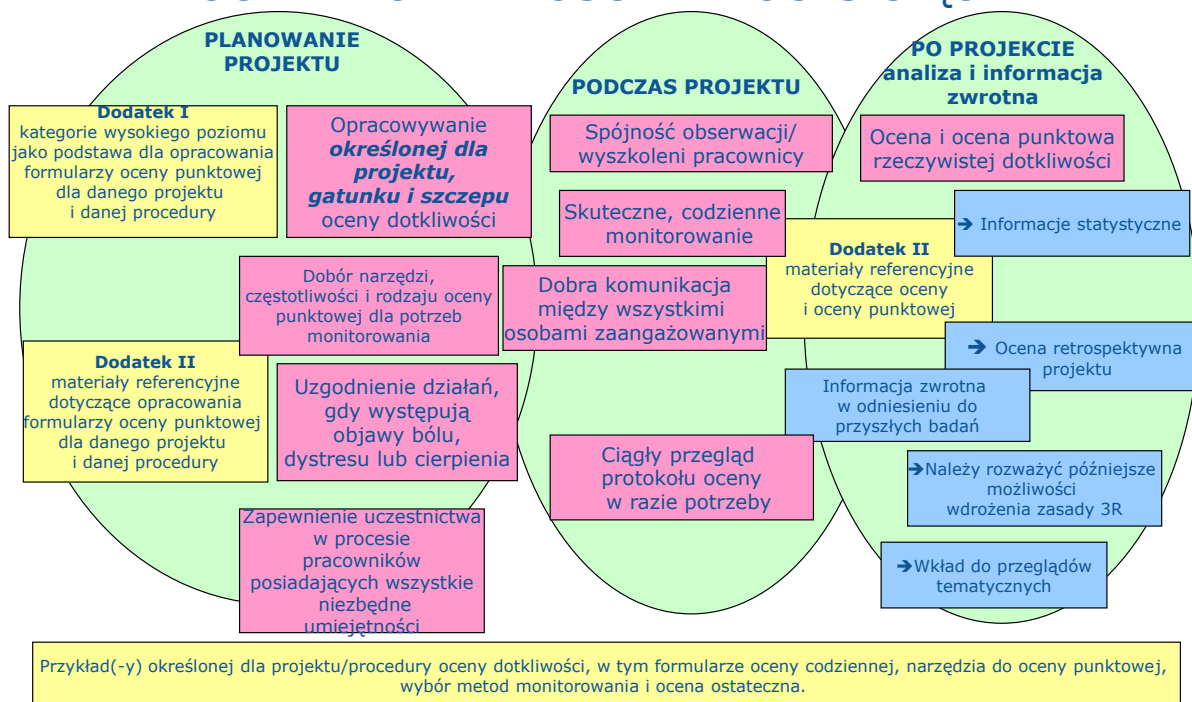 PLANOWANIE
PROJEKTU
Dodatek I
kategorie wysokiego poziomu
jako podstawa dla opracowania
formularzy oceny punktowej
dla danego projektu
i danej procedury
Opracowywanie
określonej dla
projektu,
gatunku i szczepu
oceny dotkliwości
Dobór narzędzi,
częstotliwości i rodzaju oceny
punktowej dla potrzeb
monitorowania
Dodatek II
materiały referencyjne
dotyczące opracowania
formularzy oceny punktowej
dla danego projektu
i danej procedury
Uzgodnienie działań,
gdy występują
objawy bólu,
dystresu lub cierpienia
Zapewnienie uczestnictwa
w procesie
pracowników
posiadających wszystkie
niezbędne
umiejętności
PODCZAS PROJEKTU
Spójność obserwacji/
wyszkoleni pracownicy
Skuteczne, codzienne
monitorowanie
Dobra komunikacja
między wszystkimi
osobami zaangażowanymi
Ciągły przegląd
protokołu oceny
w razie potrzeby
PO PROJEKCIE
analiza i informacja
zwrotna
Ocena i ocena punktowa
rzeczywistej dotkliwości
➔ Informacje statystyczne
Dodatek II
materiały referencyjne
dotyczące oceny
i oceny punktowej
➔ Ocena retrospektywna
projektu
Informacja zwrotna
w odniesieniu do
przyszłych badań
➔Należy rozważyć późniejsze
możliwości
wdrożenia zasady 3R
➔Wkład do przeglądów
tematycznych
Przykład(-y) określonej dla projektu/procedury oceny dotkliwości, w tym formularze oceny codziennej, narzędzia do oceny punktowej,
wybór metod monitorowania i ocena ostateczna.